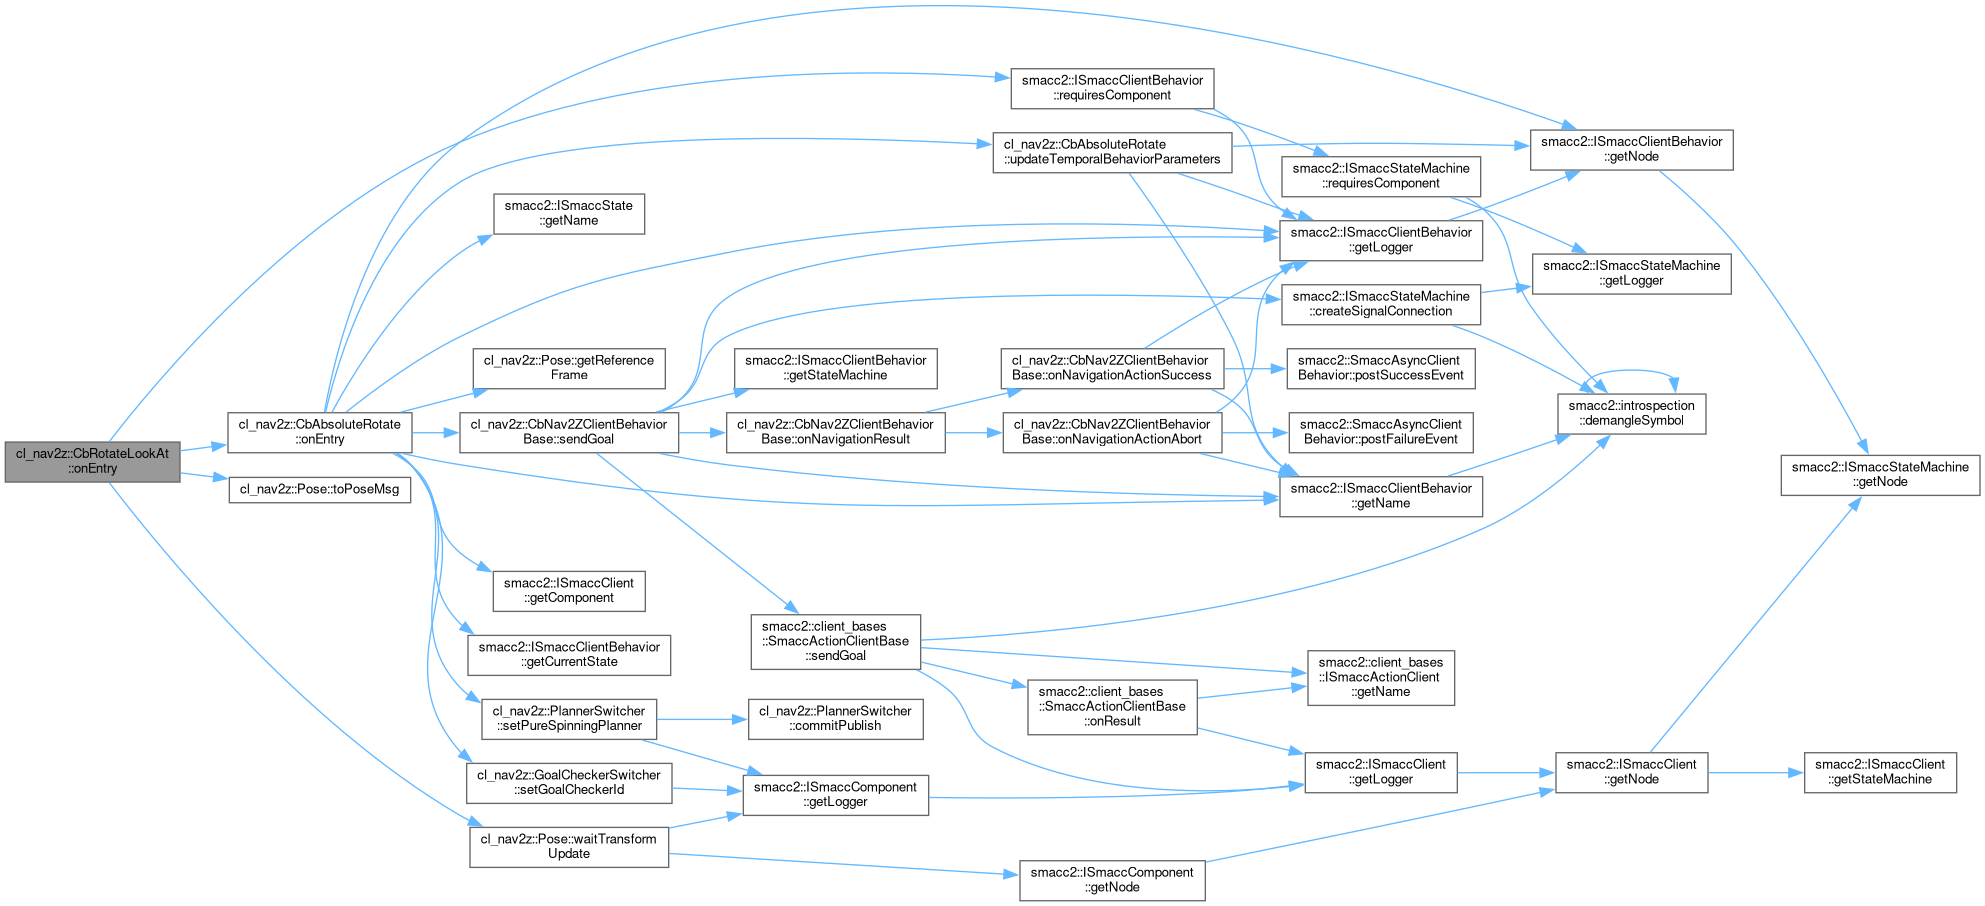 cl_nav2z::CbRotateLookAt
::onEntry
cl_nav2z::CbAbsoluteRotate
::onEntry
cl_nav2z::Pose::toPoseMsg
smacc2::ISmaccState
::getName
cl_nav2z::Pose::getReference
Frame
cl_nav2z::CbNav2ZClientBehavior
Base::sendGoal
smacc2::ISmaccClient
::getComponent
smacc2::ISmaccClientBehavior
::getCurrentState
cl_nav2z::PlannerSwitcher
::setPureSpinningPlanner
cl_nav2z::GoalCheckerSwitcher
::setGoalCheckerId
cl_nav2z::Pose::waitTransform
Update
smacc2::ISmaccClientBehavior
::getStateMachine
cl_nav2z::CbNav2ZClientBehavior
Base::onNavigationResult
smacc2::client_bases
::SmaccActionClientBase
::sendGoal
cl_nav2z::PlannerSwitcher
::commitPublish
smacc2::ISmaccComponent
::getLogger
smacc2::ISmaccClientBehavior
::requiresComponent
cl_nav2z::CbAbsoluteRotate
::updateTemporalBehaviorParameters
cl_nav2z::CbNav2ZClientBehavior
Base::onNavigationActionSuccess
cl_nav2z::CbNav2ZClientBehavior
Base::onNavigationActionAbort
smacc2::client_bases
::SmaccActionClientBase
::onResult
smacc2::ISmaccComponent
::getNode
smacc2::ISmaccStateMachine
::requiresComponent
smacc2::ISmaccClientBehavior
::getLogger
smacc2::ISmaccStateMachine
::createSignalConnection
smacc2::SmaccAsyncClient
Behavior::postSuccessEvent
smacc2::SmaccAsyncClient
Behavior::postFailureEvent
smacc2::ISmaccClientBehavior
::getName
smacc2::client_bases
::ISmaccActionClient
::getName
smacc2::ISmaccClient
::getLogger
smacc2::ISmaccClientBehavior
::getNode
smacc2::ISmaccStateMachine
::getLogger
smacc2::introspection
::demangleSymbol
smacc2::ISmaccClient
::getNode
smacc2::ISmaccStateMachine
::getNode
smacc2::ISmaccClient
::getStateMachine